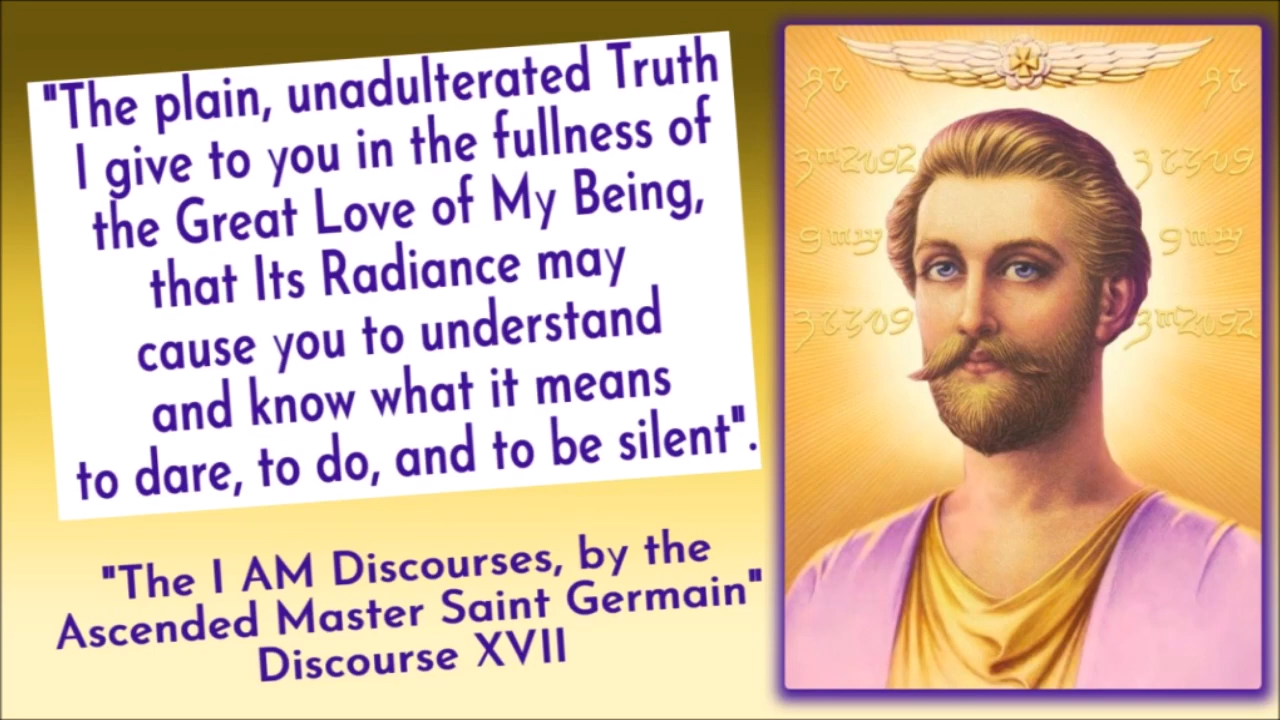 "The plain, unadulterated Truth
I give to you in the fullness of
the Great Love of My Being,
that Its Radiance may
cause you to understand
and know what it means
to dare, to do, and to be silent".
"The I AM Discourses, by the
Ascended Master Saint Germain"
Discourse XVII